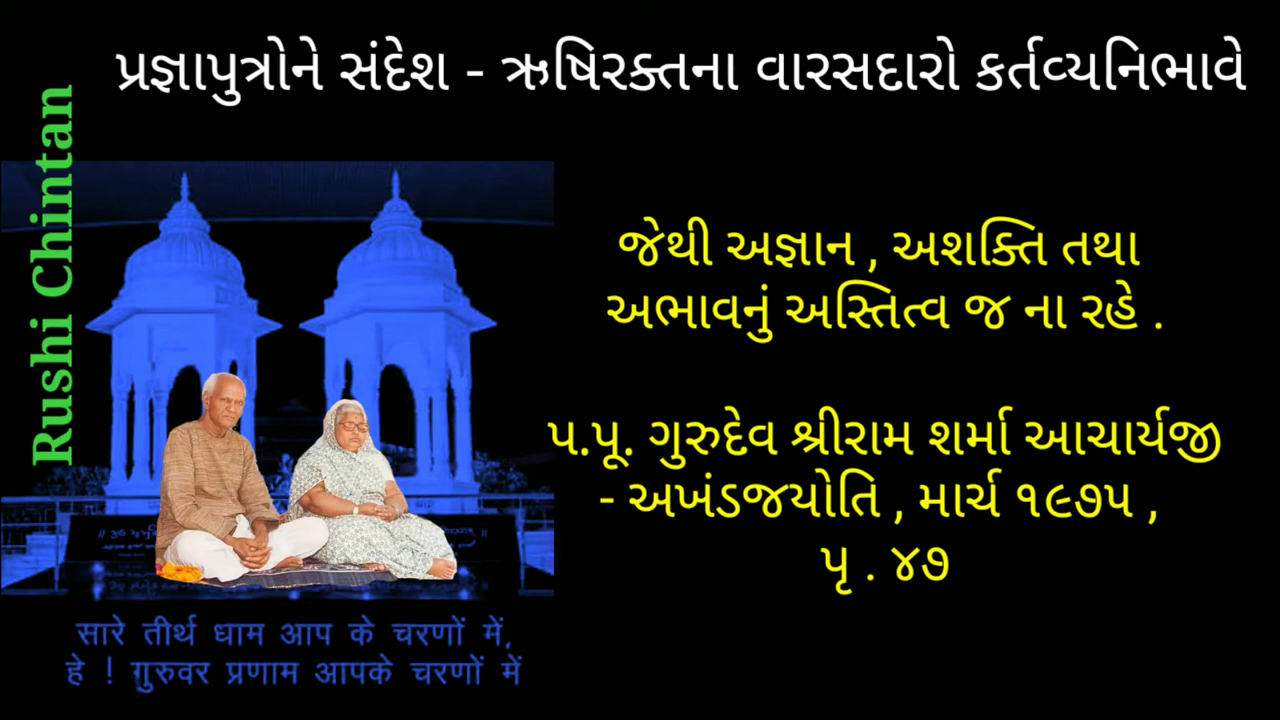 પ્રજ્ઞાપુત્રોને સંદેશ - ઋષિરક્તના વારસદારો કર્તવ્યનિભાવે
Rushi Chintan
જેથી અજ્ઞાન , અશક્તિ તથા
અભાવનું અસ્તિત્વ જ ના રહે .
પ.પૂ. ગુરુદેવ શ્રીરામ શર્મા આચાર્યજી
- અખંડજયોતિ , માર્ચ ૧૯૭૫ ,
પૃ . ૪૭
सारे तीर्थ धाम आप के चरणों में,
हे ! गुरुवर प्रणाम आपके चरणों में